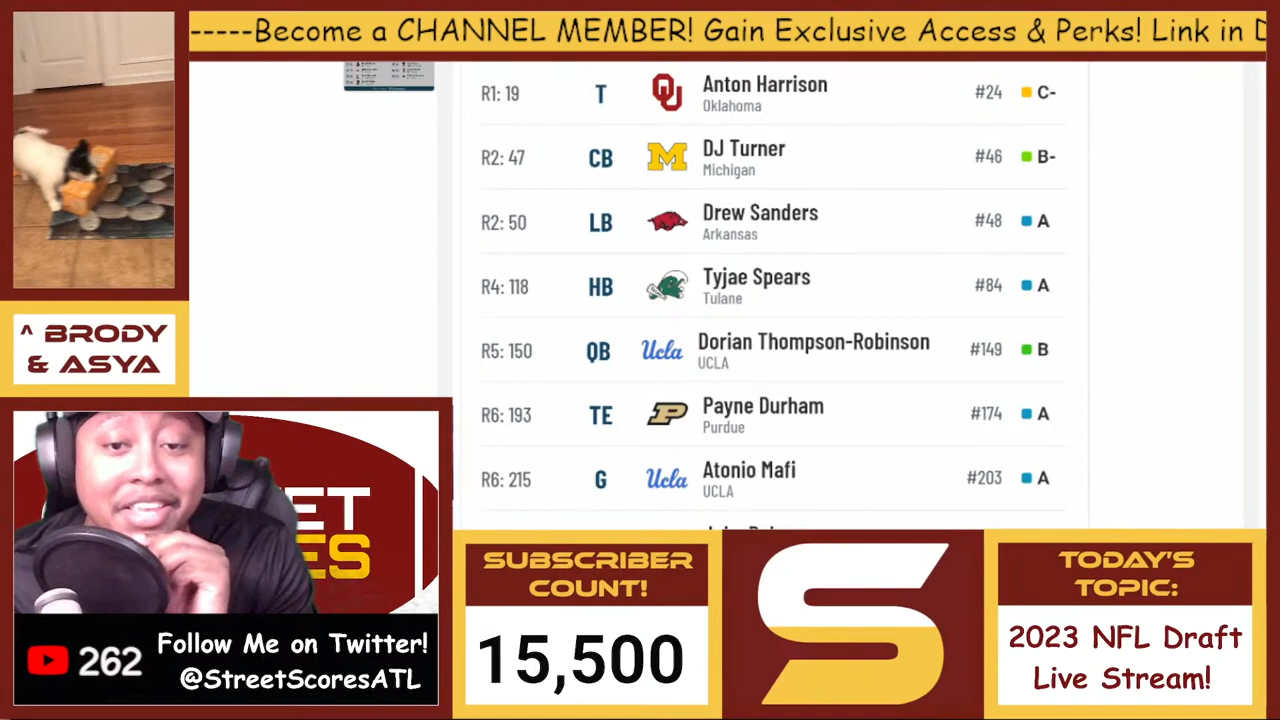 -----Become a CHANNEL MEMBER! Gain Exclusive Access & Perks! Link in
R1: 19 T OU Anton Harrison #24 C-
Oklahoma
R2: 47 CB M DJ Turner #46 B-
Michigan
R2: 50 LB Drew Sanders #48 A
Arkansas
R4: 118 HB Tyjae Spears #84 A
Tulane
R5: 150 QB Ucla Dorian Thompson-Robinson #149 B
UCLA
R6: 193 TE P Payne Durham #174 A
Purdue
R6: 215 G Ucla Atonio Mafi #203 A
UCLA
^ BRODY
& ASYA
ET
ES
262
Follow Me on Twitter!
@StreetScoresATL
SUBSCRIBER
COUNT!
15,500
S
TODAY'S
TOPIC:
2023 NFL Draft
Live Stream!